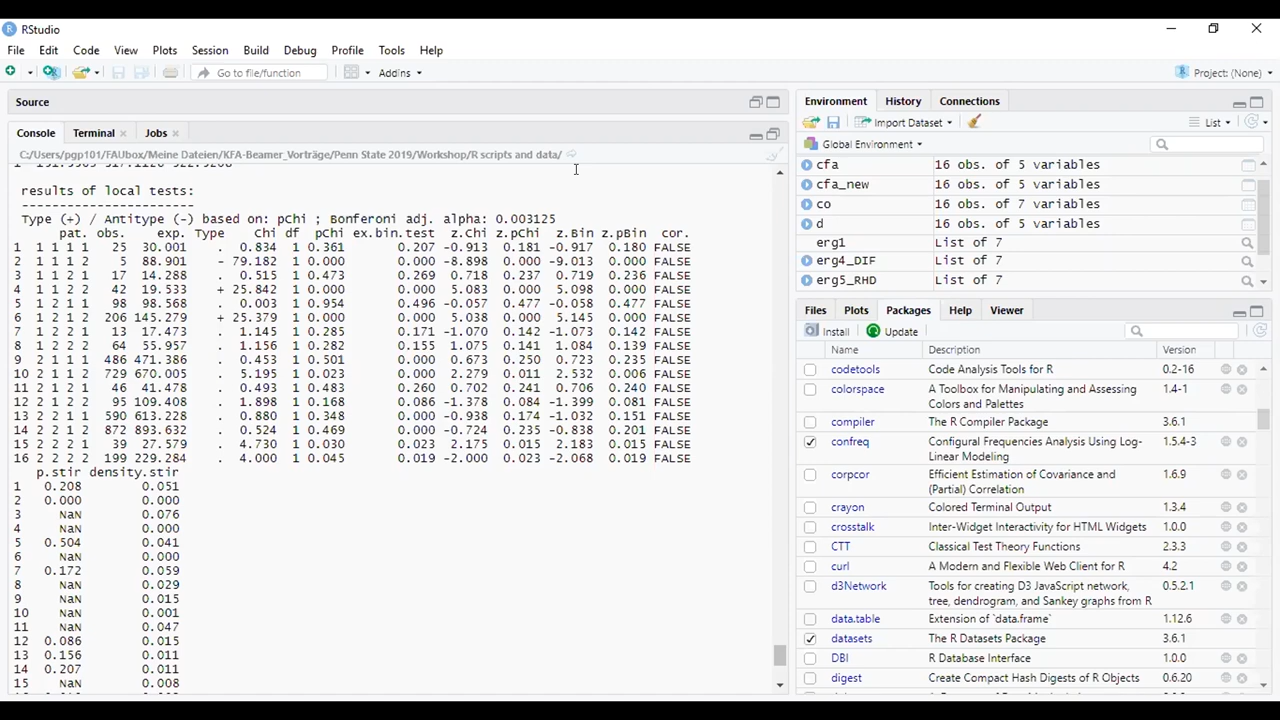 RStudio
File Edit Code View Plots Session Build Debug Profile Tools Help
Go to file/function Addins Project: (None)
Source
Console Terminal Jobs
C:/Users/pgp101/FAUbox/Meine Dateien/KFA-Beamer_Vorträge/Penn State 2019/Workshop/R scripts and data/
results of local tests:
-----------------------
Type (+) / Antitype (-) based on: pChi ; Bonferoni adj. alpha: 0.003123
pat. obs. exp. Type Chi df pChi ex.bin.test z.Chi z.pChi z.Bin z.pBin cor.
1 1 1 1 1 25 30.001 . 0.834 1 0.361 0.207 -0.913 0.181 -0.917 0.180 FALSE
2 1 1 1 2 5 88.901 - 79.182 1 0.000 0.000 -8.898 0.000 -9.013 0.000 FALSE
3 1 1 2 1 17 14.288 . 0.515 1 0.473 0.269 0.718 0.237 0.719 0.236 FALSE
4 1 1 2 2 42 19.533 + 25.842 1 0.000 0.000 5.083 0.000 5.098 0.000 FALSE
5 1 2 1 1 98 98.568 . 0.003 1 0.954 0.496 -0.057 0.477 -0.058 0.477 FALSE
6 1 2 1 2 206 145.279 + 25.379 1 0.000 0.000 5.038 0.000 5.145 0.000 FALSE
7 1 2 2 1 13 17.473 . 1.145 1 0.285 0.171 -1.070 0.142 -1.073 0.142 FALSE
8 1 2 2 2 64 55.937 . 1.156 1 0.282 0.155 1.075 0.141 1.084 0.139 FALSE
9 2 1 1 1 486 471.386 . 0.453 1 0.501 0.000 0.673 0.250 0.723 0.235 FALSE
10 2 1 1 2 729 670.005 . 5.195 1 0.023 0.000 2.279 0.011 2.532 0.006 FALSE
11 2 1 2 1 46 41.478 . 0.493 1 0.483 0.260 0.702 0.241 0.706 0.240 FALSE
12 2 1 2 2 95 109.408 . 1.898 1 0.168 0.086 -1.378 0.084 -1.399 0.081 FALSE
13 2 2 1 1 590 613.228 . 0.880 1 0.348 0.000 -0.938 0.174 -1.032 0.151 FALSE
14 2 2 1 2 872 893.632 . 0.524 1 0.469 0.000 -0.724 0.235 -0.838 0.201 FALSE
15 2 2 2 1 39 27.579 . 4.730 1 0.030 0.023 2.175 0.015 2.183 0.015 FALSE
16 2 2 2 2 199 229.284 . 4.000 1 0.045 0.019 -2.000 0.023 -2.068 0.019 FALSE
p.stir density.stir
1 0.208 0.051
2 0.000 0.000
3 NaN 0.076
4 NaN 0.000
5 0.504 0.041
6 NaN 0.000
7 0.172 0.059
8 NaN 0.029
9 NaN 0.015
10 NaN 0.001
11 NaN 0.047
12 0.086 0.015
13 0.156 0.011
14 0.207 0.011
15 NaN 0.008
Environment History Connections
Import Dataset List
Global Environment
cfa 16 obs. of 5 variables
cfa_new 16 obs. of 5 variables
co 16 obs. of 7 variables
d 16 obs. of 5 variables
erg1 List of 7
erg4_DIF List of 7
erg5_RHD List of 7
Files Plots Packages Help Viewer
Install Update
Name Description Version
codetools Code Analysis Tools for R 0.2-16
colorspace A Toolbox for Manipulating and Assessing 1.4-1
Colors and Palettes
compiler The R Compiler Package 3.6.1
confreq Configural Frequencies Analysis Using Log- 1.5.4-3
Linear Modeling
corpcor Efficient Estimation of Covariance and 1.6.9
(Partial) Correlation
crayon Colored Terminal Output 1.3.4
crosstalk Inter-Widget Interactivity for HTML Widgets 1.0.0
CTT Classical Test Theory Functions 2.3.3
curl A Modern and Flexible Web Client for R 4.2
d3Network Tools for creating D3 JavaScript network, 0.5.2.1
tree, dendrogram, and Sankey graphs from R
data.table Extension of `data.frame` 1.12.6
datasets The R Datasets Package 3.6.1
DBI R Database Interface 1.0.0
digest Create Compact Hash Digests of R Objects 0.6.20